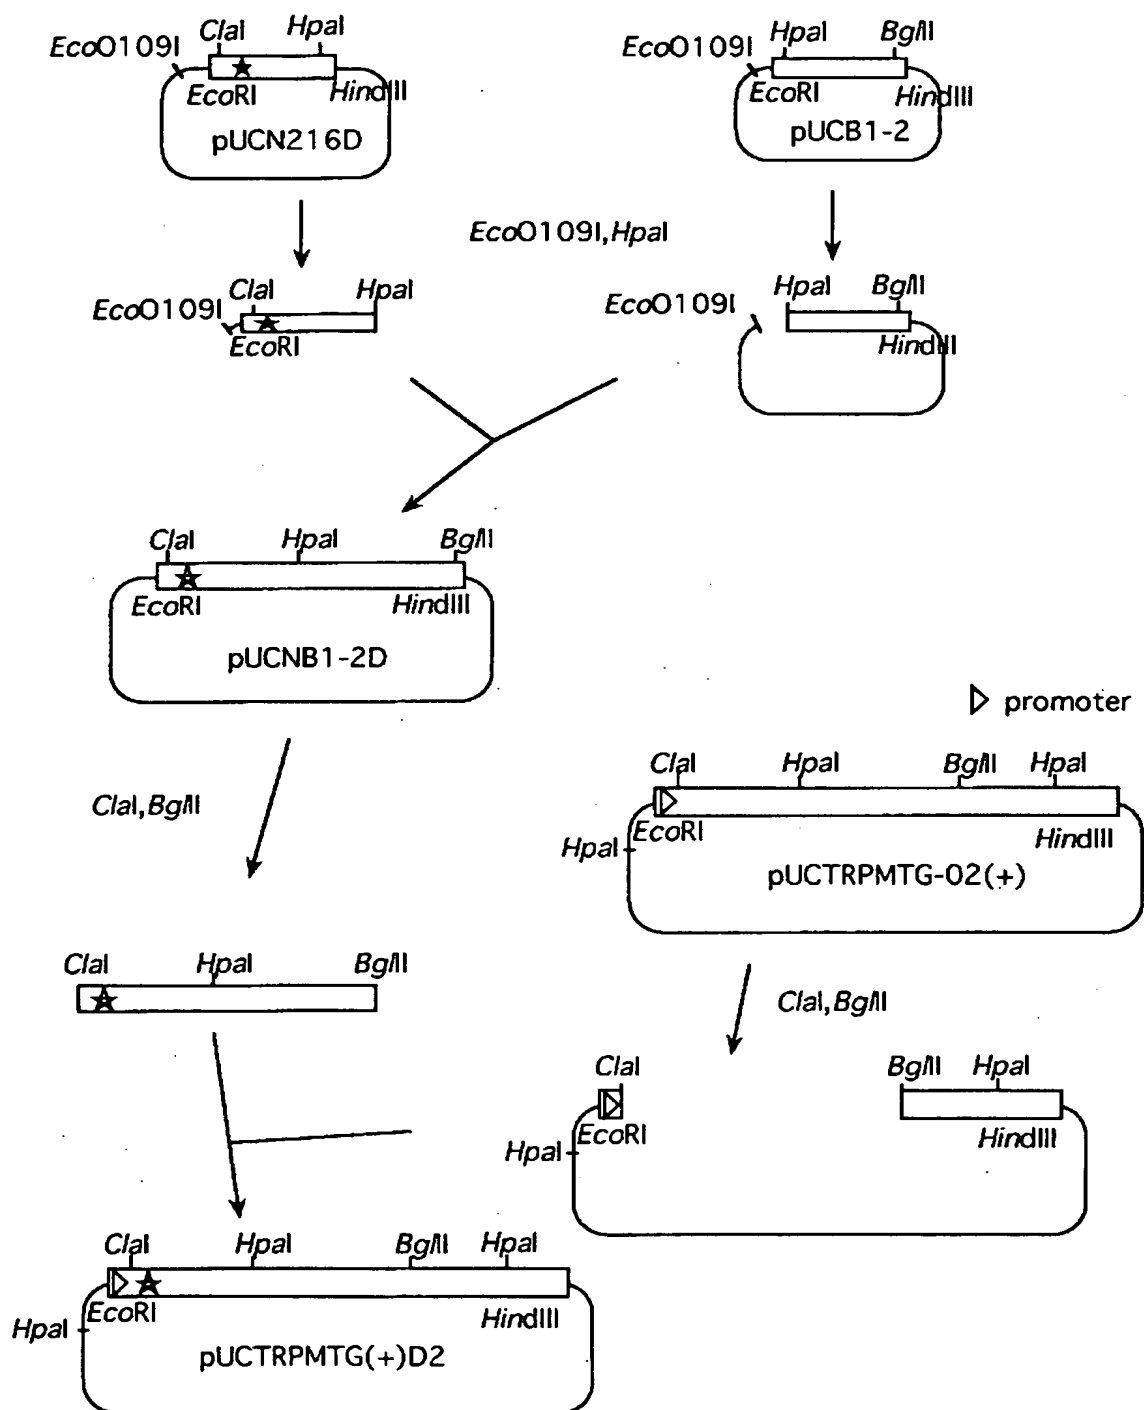 ClaI HpaI
EcoO109I
EcoRI HindIII
pUCN216D
HpaI BglII
EcoO109I
EcoRI HindIII
pUCB1-2
EcoO109I,HpaI
ClaI HpaI
EcoO109I
EcoRI
HpaI BglII
EcoO109I
HindIII
ClaI HpaI BglII
EcoRI HindIII
pUCNB1-2D
promoter
ClaI,BglII
ClaI HpaI BglII HpaI
EcoRI HindIII
HpaI
pUCTRPMTG-02(+)
ClaI HpaI BglII
ClaI,BglII
ClaI BglII HpaI
EcoRI HindIII
HpaI
ClaI HpaI BglII HpaI
EcoRI HindIII
HpaI
pUCTRPMTG(+)D2